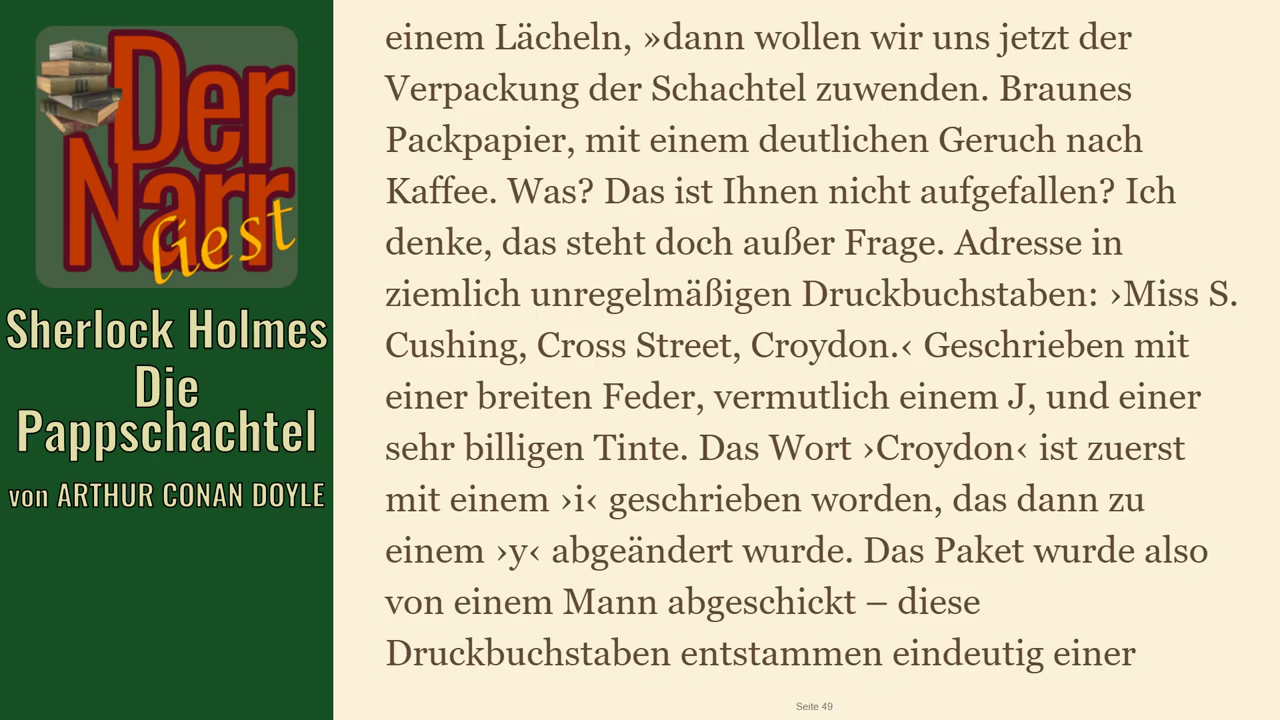 Der
Narr
liest
Sherlock Holmes
Die
Pappschachtel
von ARTHUR CONAN DOYLE
einem Lächeln, »dann wollen wir uns jetzt der
Verpackung der Schachtel zuwenden. Braunes
Packpapier, mit einem deutlichen Geruch nach
Kaffee. Was? Das ist Ihnen nicht aufgefallen? Ich
denke, das steht doch außer Frage. Adresse in
ziemlich unregelmäßigen Druckbuchstaben: ›Miss S.
Cushing, Cross Street, Croydon.‹ Geschrieben mit
einer breiten Feder, vermutlich einem J, und einer
sehr billigen Tinte. Das Wort ›Croydon‹ ist zuerst
mit einem ›i‹ geschrieben worden, das dann zu
einem ›y‹ abgeändert wurde. Das Paket wurde also
von einem Mann abgeschickt – diese
Druckbuchstaben entstammen eindeutig einer
Seite 49